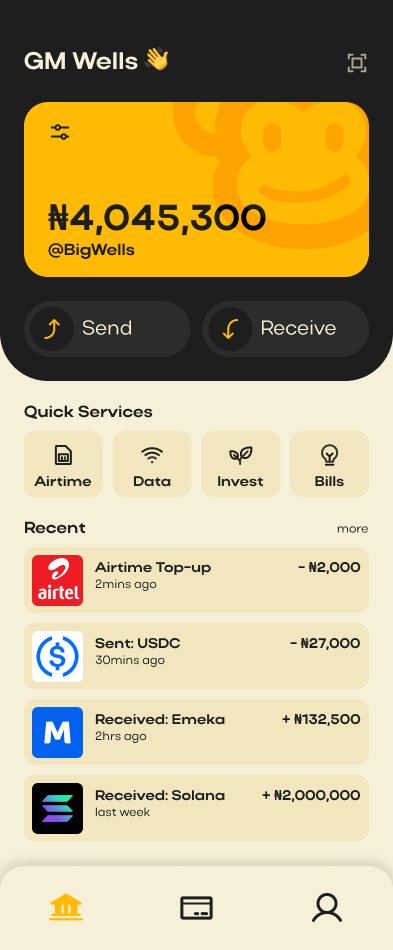 GM Wells 👋
₦4,045,300
@BigWells
Send
Receive
Quick Services
Airtime
Data
Invest
Bills
Recent
more
airtel
Airtime Top-up
- ₦2,000
2mins ago
Sent: USDC
- ₦27,000
30mins ago
M
Received: Emeka
+ ₦132,500
2hrs ago
Received: Solana
+ ₦2,000,000
last week